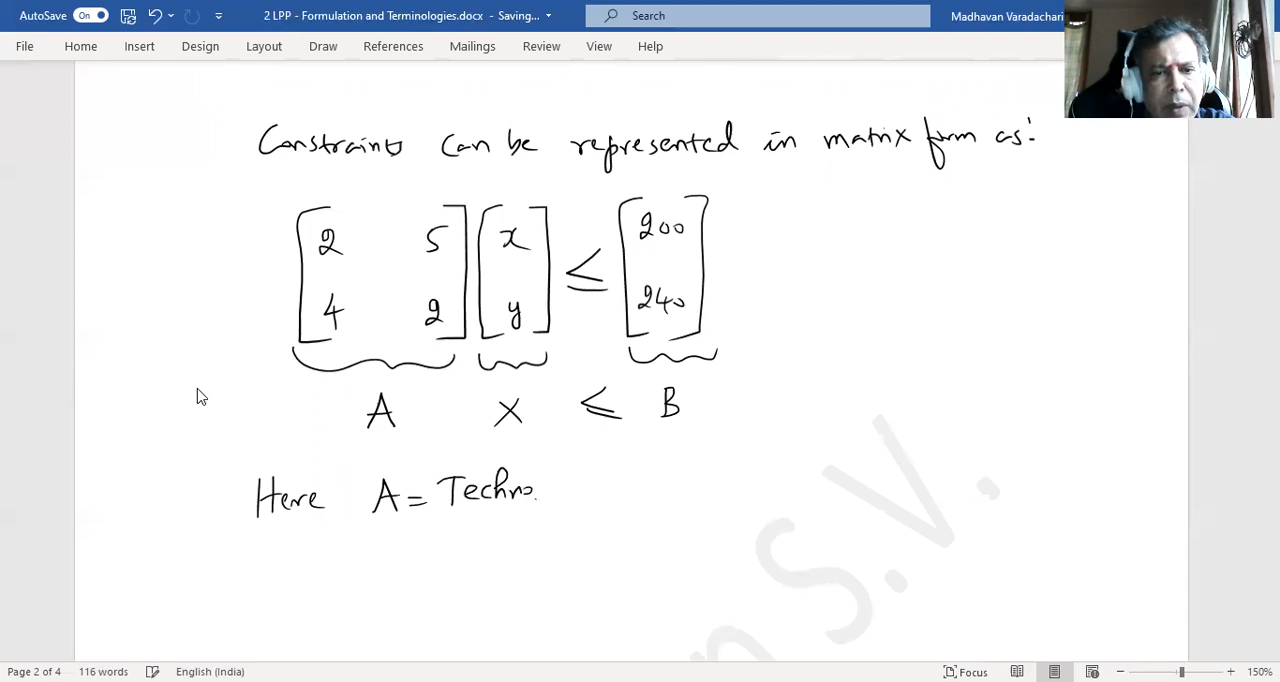 AutoSave On 2 LPP - Formulation and Terminologies.docx - Saving... Search Madhavan Varadachari
File Home Insert Design Layout Draw References Mailings Review View Help
Constraints can be represented in matrix form as:
[2 5] [x] ≤ [200]
[4 2] [y] [240]
A X ≤ B
Here A = Techno
n S.V.
Page 2 of 4 116 words English (India) Focus 150%